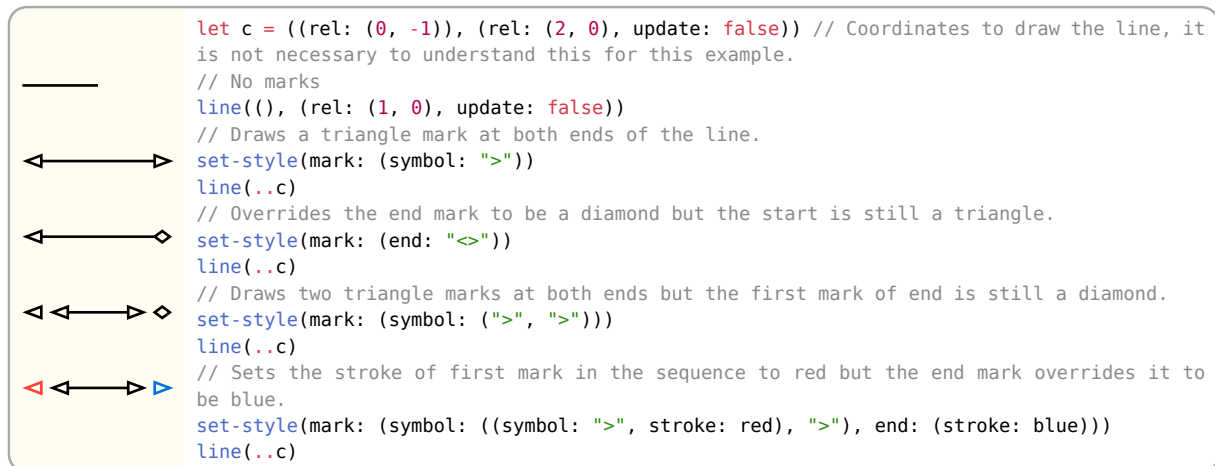 let c = ((rel: (0, -1)), (rel: (2, 0), update: false)) // Coordinates to draw the line, it
is not necessary to understand this for this example.
// No marks
line((), (rel: (1, 0), update: false))
// Draws a triangle mark at both ends of the line.
set-style(mark: (symbol: ">"))
line(..c)
// Overrides the end mark to be a diamond but the start is still a triangle.
set-style(mark: (end: "<>"))
line(..c)
// Draws two triangle marks at both ends but the first mark of end is still a diamond.
set-style(mark: (symbol: (">", ">")))
line(..c)
// Sets the stroke of first mark in the sequence to red but the end mark overrides it to
be blue.
set-style(mark: (symbol: ((symbol: ">", stroke: red), ">"), end: (stroke: blue)))
line(..c)